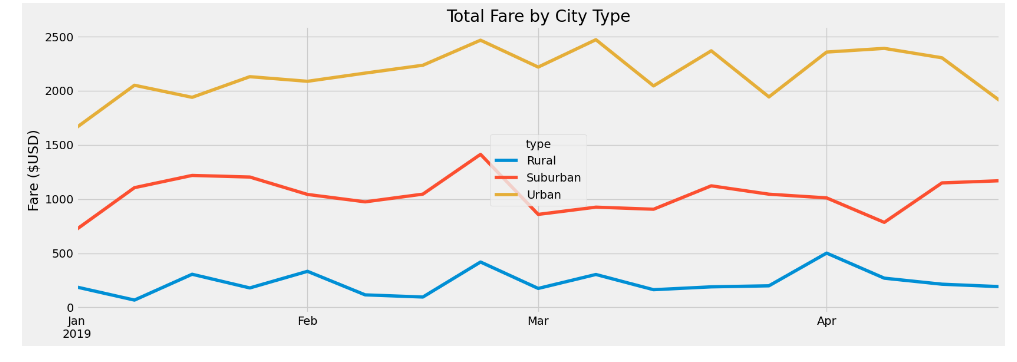 Total Fare by City Type
Fare ($USD)
2500
2000
1500
1000
500
0
type
Rural
Suburban
Urban
Jan Feb Mar Apr
2019